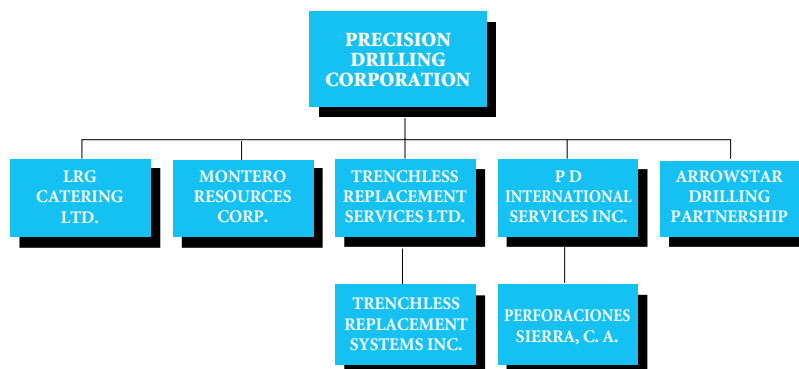 PRECISION
DRILLING
CORPORATION
LRG
CATERING
LTD.
MONTERO
RESOURCES
CORP.
TRENCHLESS
REPLACEMENT
SERVICES LTD.
P D
INTERNATIONAL
SERVICES INC.
ARROWSTAR
DRILLING
PARTNERSHIP
TRENCHLESS
REPLACEMENT
SYSTEMS INC.
PERFORACIONES
SIERRA, C. A.